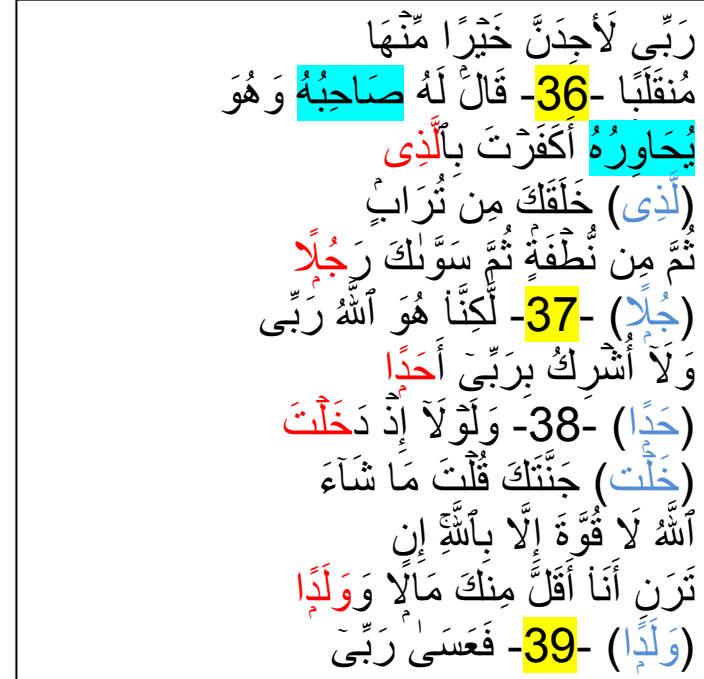 رَبِّى لَأَجِدَنَّ خَيْرًا مِّنْهَا
مُنقَلَبًا -36- قَالَ لَهُ صَاحِبُهُ وَهُوَ
يُحَاوِرُهُ أَكَفَرْتَ بِٱلَّذِى
(لَّذِى) خَلَقَكَ مِن تُرَابٍ
ثُمَّ مِن نُّطْفَةٍ ثُمَّ سَوَّىٰكَ رَجُلًا
(جُلًا) -37- لَّكِنَّا۠ هُوَ ٱللَّهُ رَبِّى
وَلَآ أُشْرِكُ بِرَبِّىٓ أَحَدًا
(حَدًا) -38- وَلَوْلَآ إِذْ دَخَلْتَ
(خَلْت) جَنَّتَكَ قُلْتَ مَا شَآءَ
ٱللَّهُ لَا قُوَّةَ إِلَّا بِٱللَّهِ إِن
تَرَنِ أَنَا۠ أَقَلَّ مِنكَ مَالًا وَوَلَدًا
(وَلَدًا) -39- فَعَسَىٰ رَبِّىٓ